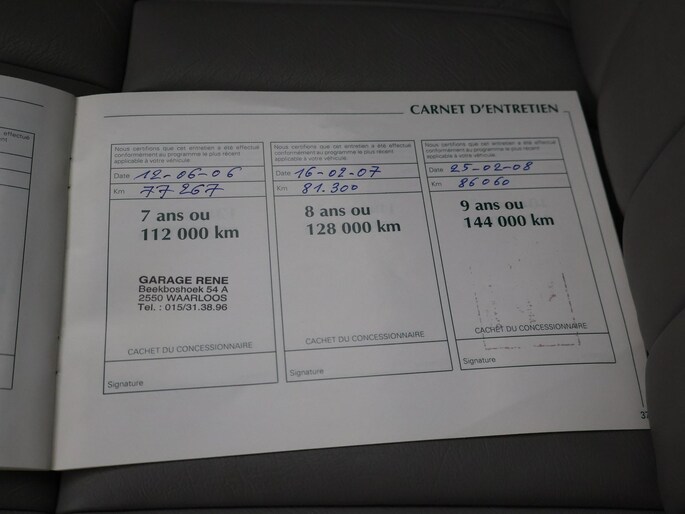 CARNET D'ENTRETIEN
Nous certifions que cet entretien a été effectué
conformément au programme le plus récent
applicable à votre véhicule.
Date 12-06-06
Km 77 267
7 ans ou
112 000 km
GARAGE RENE
Beekboshoek 54 A
2550 WAARLOOS
Tel. : 015/31.38.96
CACHET DU CONCESSIONNAIRE
Signature
Nous certifions que cet entretien a été effectué
conformément au programme le plus récent
applicable à votre véhicule.
Date 16-02-07
Km 81.300
8 ans ou
128 000 km
CACHET DU CONCESSIONNAIRE
Signature
Nous certifions que cet entretien a été effectué
conformément au programme le plus récent
applicable à votre véhicule.
Date 25-02-08
Km 86060
9 ans ou
144 000 km
CACHET DU CONCESSIONNAIRE
Signature